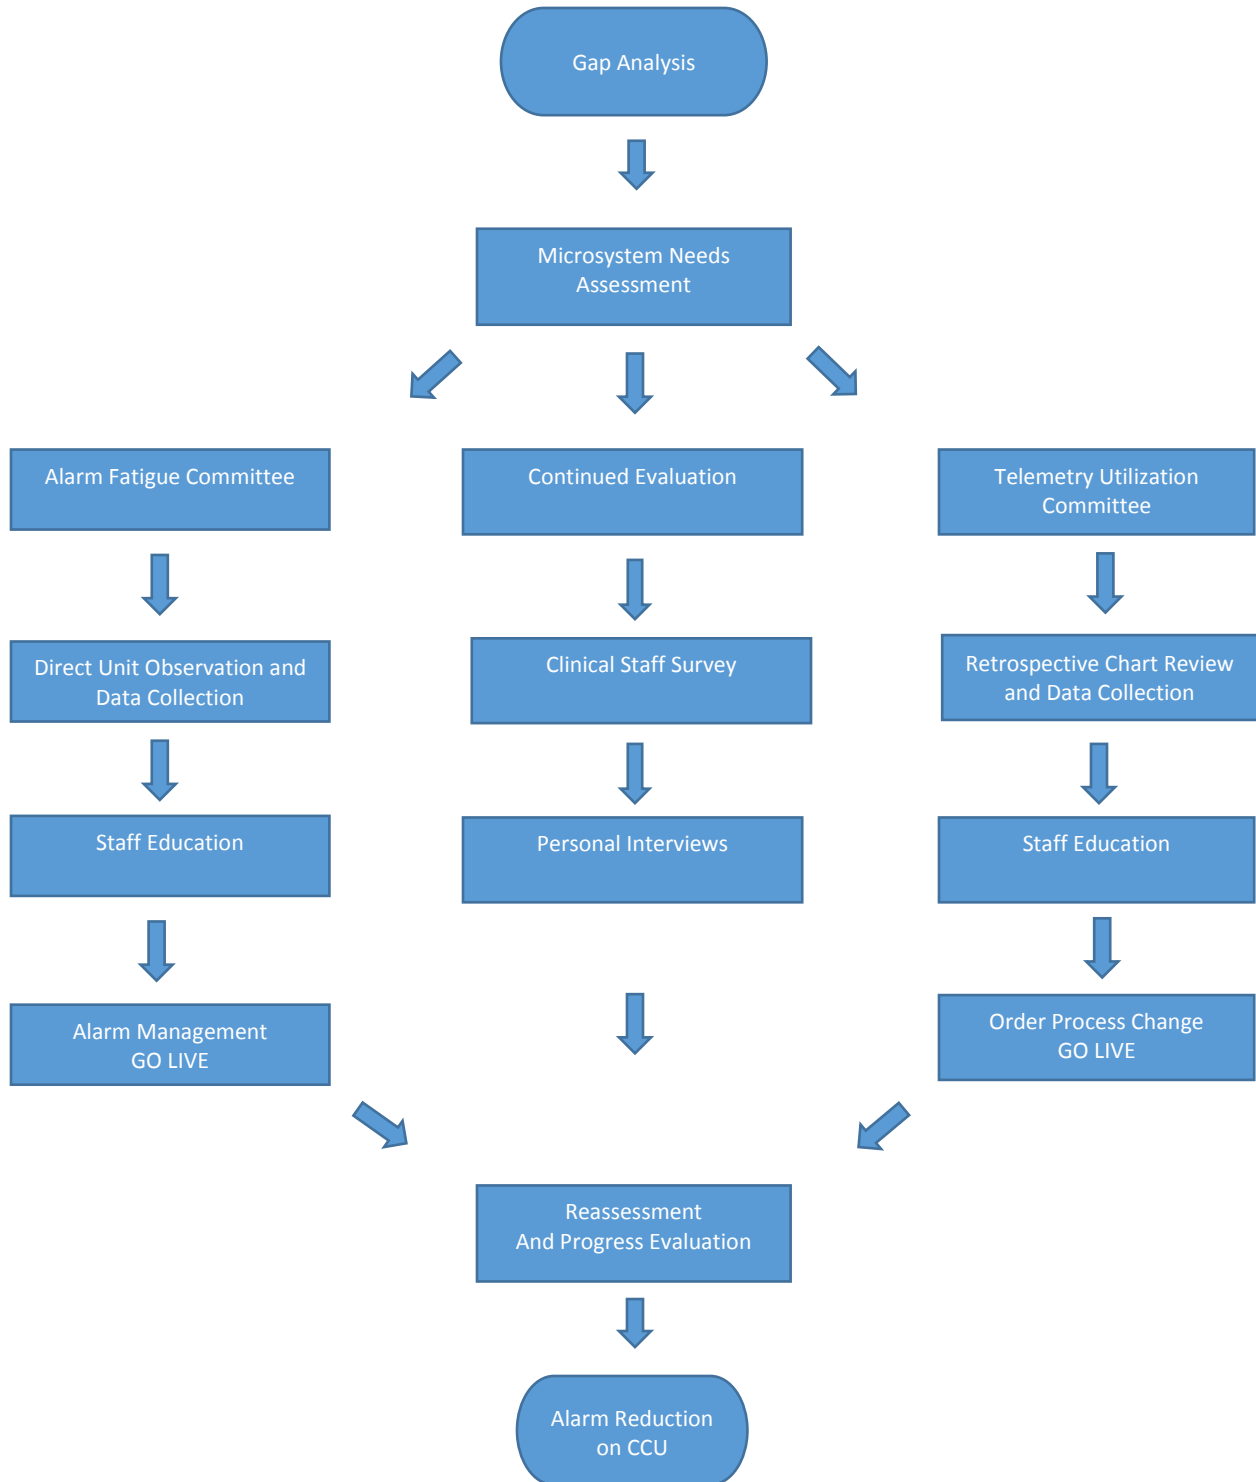 Gap Analysis
Microsystem Needs
Assessment
Alarm Fatigue Committee
Continued Evaluation
Telemetry Utilization
Committee
Direct Unit Observation and
Data Collection
Clinical Staff Survey
Retrospective Chart Review
and Data Collection
Staff Education
Personal Interviews
Staff Education
Alarm Management
GO LIVE
Order Process Change
GO LIVE
Reassessment
And Progress Evaluation
Alarm Reduction
on CCU